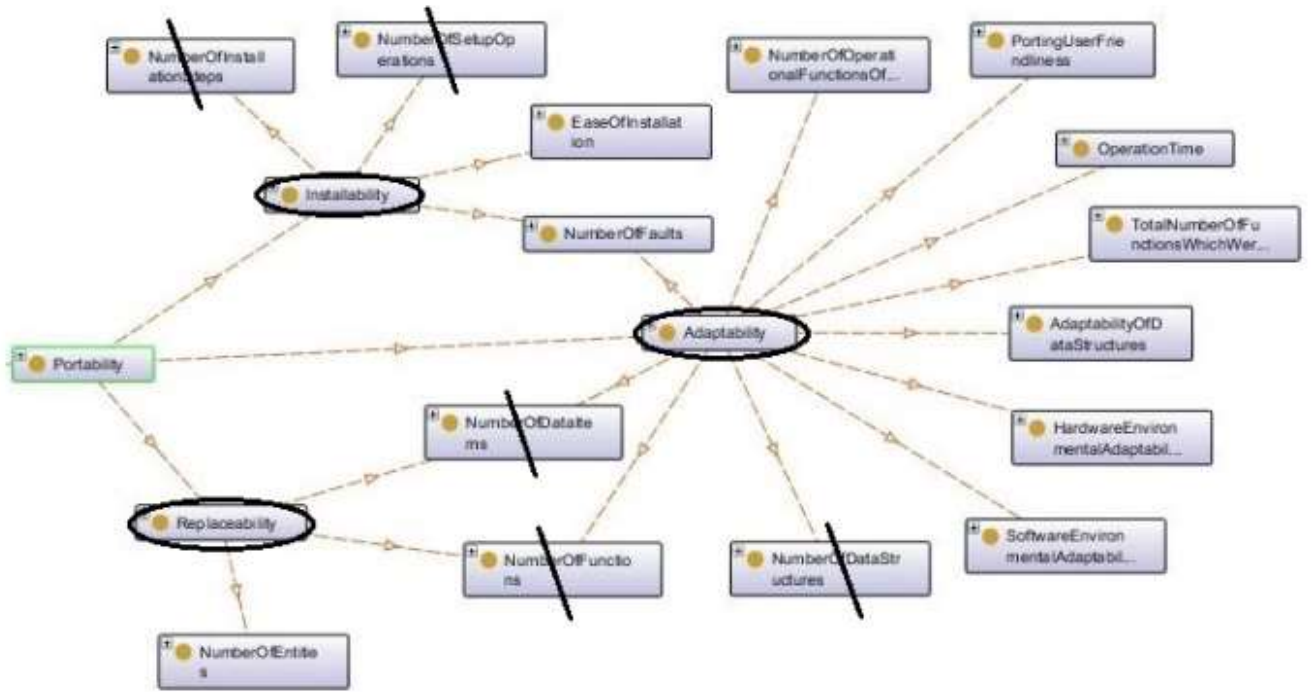 NumberOfInstall
ationSteps
NumberOfSetupOp
erations
NumberOfOperati
onalFunctionsOf...
PortingUserFrie
ndliness
EaseOfInstallat
ion
OperationTime
Installability
NumberOfFaults
TotalNumberOfFu
nctionsWhichWer...
Adaptability
AdaptabilityOfD
ataStructures
Portability
NumberOfDataIte
ms
HardwareEnviron
mentalAdaptabil...
Replaceability
NumberOfFunctio
ns
NumberOfDataStr
uctures
SoftwareEnviron
mentalAdaptabil...
NumberOfEntitie
s